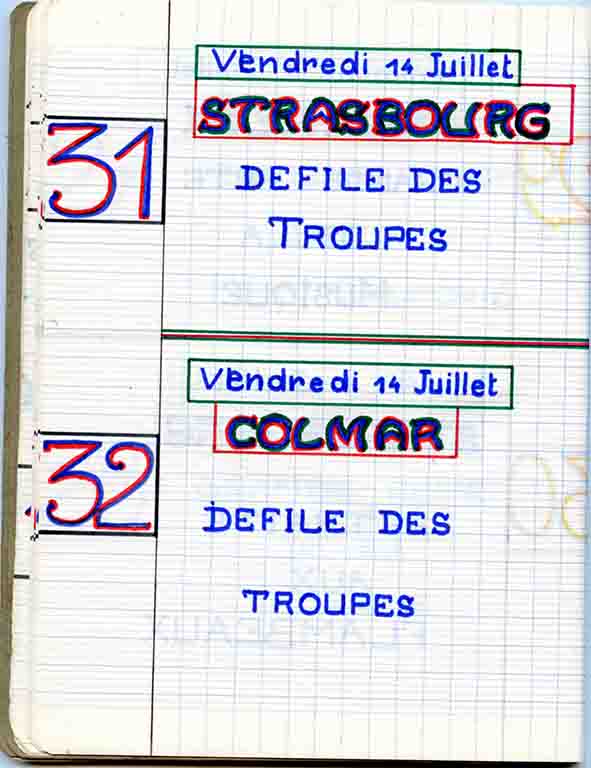 31
Vendredi 14 Juillet
STRASBOURG
DEFILE DES
TROUPES
32
Vendredi 14 Juillet
COLMAR
DEFILE DES
TROUPES